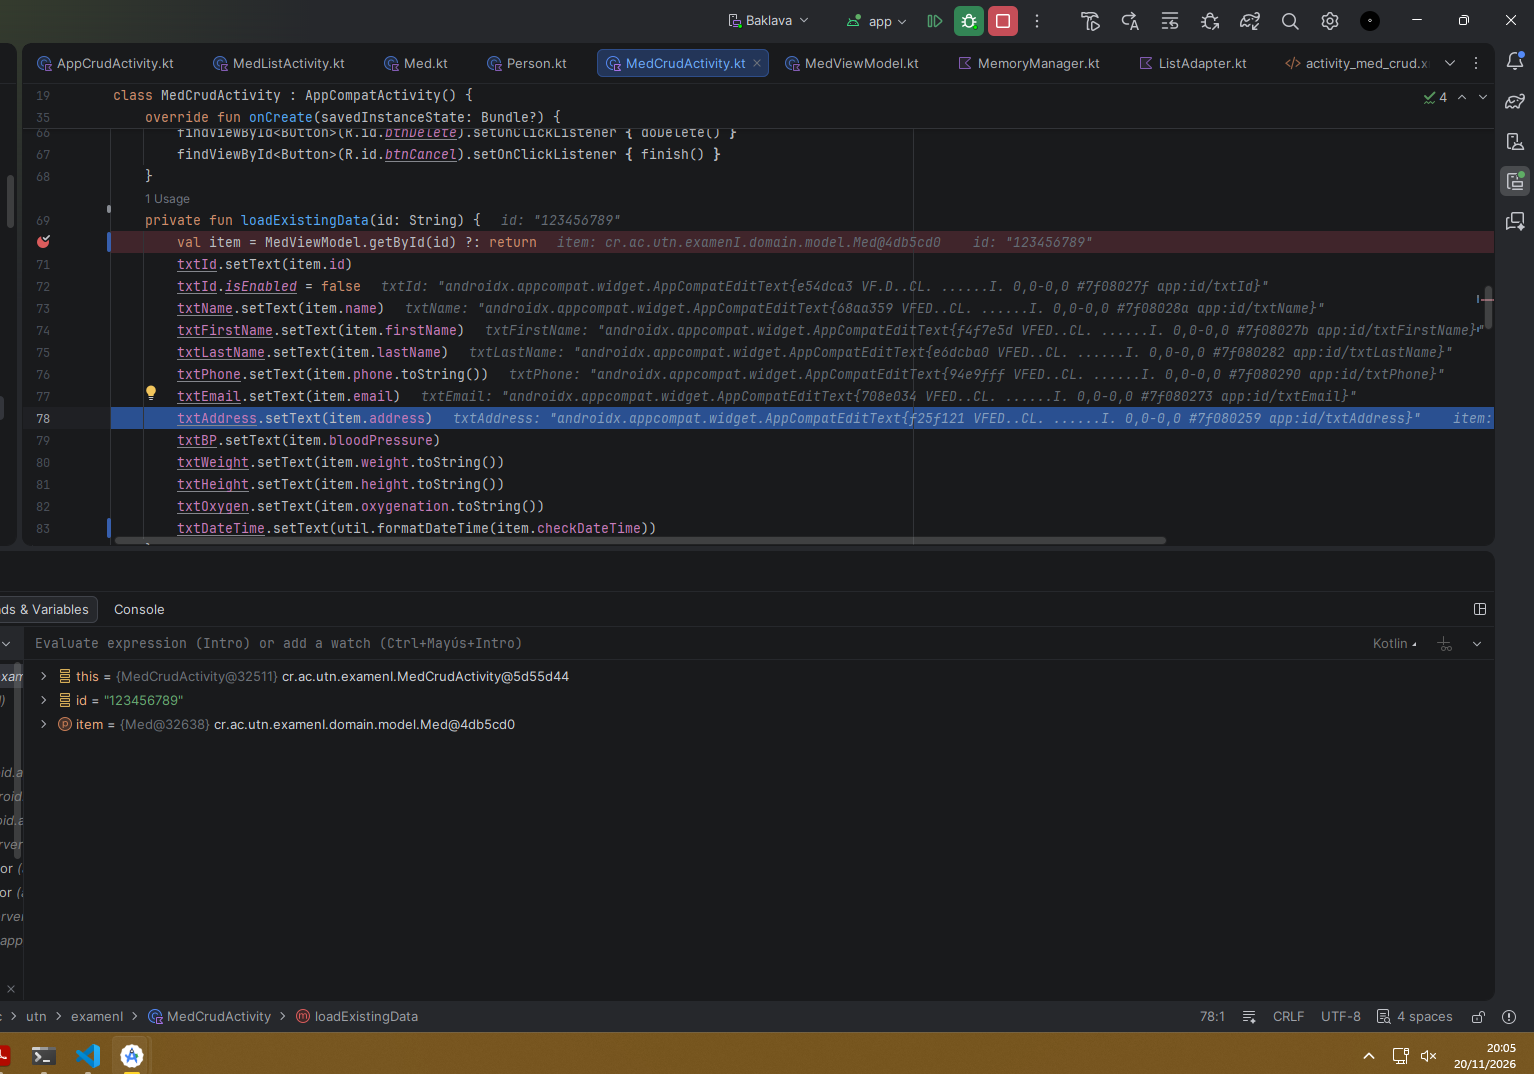 Baklava
app
AppCrudActivity.kt
MedListActivity.kt
Med.kt
Person.kt
MedCrudActivity.kt
MedViewModel.kt
MemoryManager.kt
ListAdapter.kt
</> activity_med_crud.x
19 class MedCrudActivity : AppCompatActivity() {
4
35 override fun onCreate(savedInstanceState: Bundle?) {
66 findViewById<Button>(R.id.btnDelete).setOnClickListener { doDelete() }
67 findViewById<Button>(R.id.btnCancel).setOnClickListener { finish() }
68 }
1 Usage
69 private fun loadExistingData(id: String) { id: "123456789"
val item = MedViewModel.getById(id) ?: return item: cr.ac.utn.examenI.domain.model.Med@4db5cd0 id: "123456789"
71 txtId.setText(item.id)
72 txtId.isEnabled = false txtId: "androidx.appcompat.widget.AppCompatEditText{e54dca3 VF.D..CL. ......I. 0,0-0,0 #7f08027f app:id/txtId}"
73 txtName.setText(item.name) txtName: "androidx.appcompat.widget.AppCompatEditText{68aa359 VFED..CL. ......I. 0,0-0,0 #7f08028a app:id/txtName}"
74 txtFirstName.setText(item.firstName) txtFirstName: "androidx.appcompat.widget.AppCompatEditText{f4f7e5d VFED..CL. ......I. 0,0-0,0 #7f08027b app:id/txtFirstName}"
75 txtLastName.setText(item.lastName) txtLastName: "androidx.appcompat.widget.AppCompatEditText{e6dcba0 VFED..CL. ......I. 0,0-0,0 #7f080282 app:id/txtLastName}"
76 txtPhone.setText(item.phone.toString()) txtPhone: "androidx.appcompat.widget.AppCompatEditText{94e9fff VFED..CL. ......I. 0,0-0,0 #7f080290 app:id/txtPhone}"
77 txtEmail.setText(item.email) txtEmail: "androidx.appcompat.widget.AppCompatEditText{708e034 VFED..CL. ......I. 0,0-0,0 #7f080273 app:id/txtEmail}"
78 txtAddress.setText(item.address) txtAddress: "androidx.appcompat.widget.AppCompatEditText{f25f121 VFED..CL. ......I. 0,0-0,0 #7f080259 app:id/txtAddress}" item:
79 txtBP.setText(item.bloodPressure)
80 txtWeight.setText(item.weight.toString())
81 txtHeight.setText(item.height.toString())
82 txtOxygen.setText(item.oxygenation.toString())
83 txtDateTime.setText(util.formatDateTime(item.checkDateTime))
ds & Variables
Console
Evaluate expression (Intro) or add a watch (Ctrl+Mayús+Intro)
Kotlin
this = {MedCrudActivity@32511} cr.ac.utn.examenI.MedCrudActivity@5d55d44
id = "123456789"
item = {Med@32638} cr.ac.utn.examenI.domain.model.Med@4db5cd0
utn > examenI > MedCrudActivity > loadExistingData
78:1
CRLF
UTF-8
4 spaces
20:05
20/11/2026